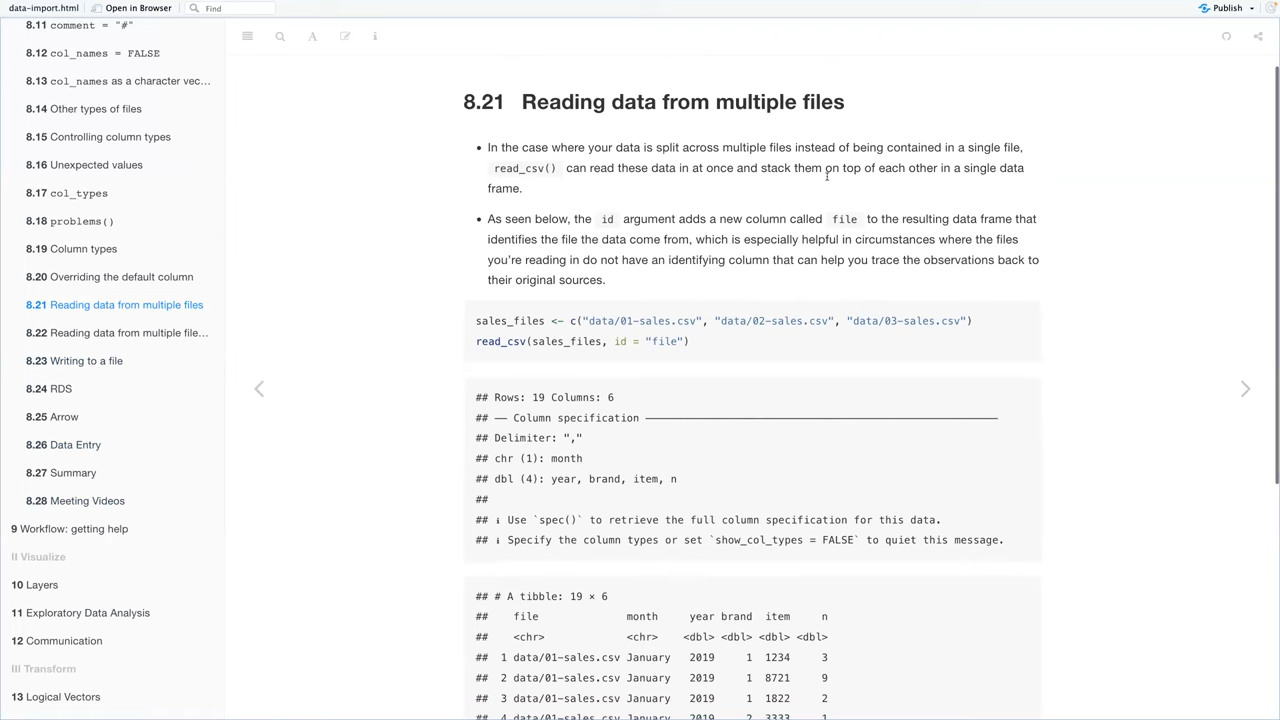 data-import.html
Open in Browser
Find
Publish
8.11 comment = "#"
8.12 col_names = FALSE
8.13 col_names as a character vec...
8.14 Other types of files
8.15 Controlling column types
8.16 Unexpected values
8.17 col_types
8.18 problems()
8.19 Column types
8.20 Overriding the default column
8.21 Reading data from multiple files
8.22 Reading data from multiple file...
8.23 Writing to a file
8.24 RDS
8.25 Arrow
8.26 Data Entry
8.27 Summary
8.28 Meeting Videos
9 Workflow: getting help
II Visualize
10 Layers
11 Exploratory Data Analysis
12 Communication
III Transform
13 Logical Vectors
8.21 Reading data from multiple files
• In the case where your data is split across multiple files instead of being contained in a single file,
read_csv() can read these data in at once and stack them on top of each other in a single data
frame.
• As seen below, the id argument adds a new column called file to the resulting data frame that
identifies the file the data come from, which is especially helpful in circumstances where the files
you're reading in do not have an identifying column that can help you trace the observations back to
their original sources.
sales_files <- c("data/01-sales.csv", "data/02-sales.csv", "data/03-sales.csv")
read_csv(sales_files, id = "file")
## Rows: 19 Columns: 6
## ── Column specification ────────────────────────────────────────────────────────
## Delimiter: ","
## chr (1): month
## dbl (4): year, brand, item, n
##
## ℹ Use `spec()` to retrieve the full column specification for this data.
## ℹ Specify the column types or set `show_col_types = FALSE` to quiet this message.
## # A tibble: 19 × 6
## file month year brand item n
## <chr> <chr> <dbl> <dbl> <dbl> <dbl>
## 1 data/01-sales.csv January 2019 1 1234 3
## 2 data/01-sales.csv January 2019 1 8721 9
## 3 data/01-sales.csv January 2019 1 1822 2
## 4 data/01-sales.csv January 2019 2 3333 1